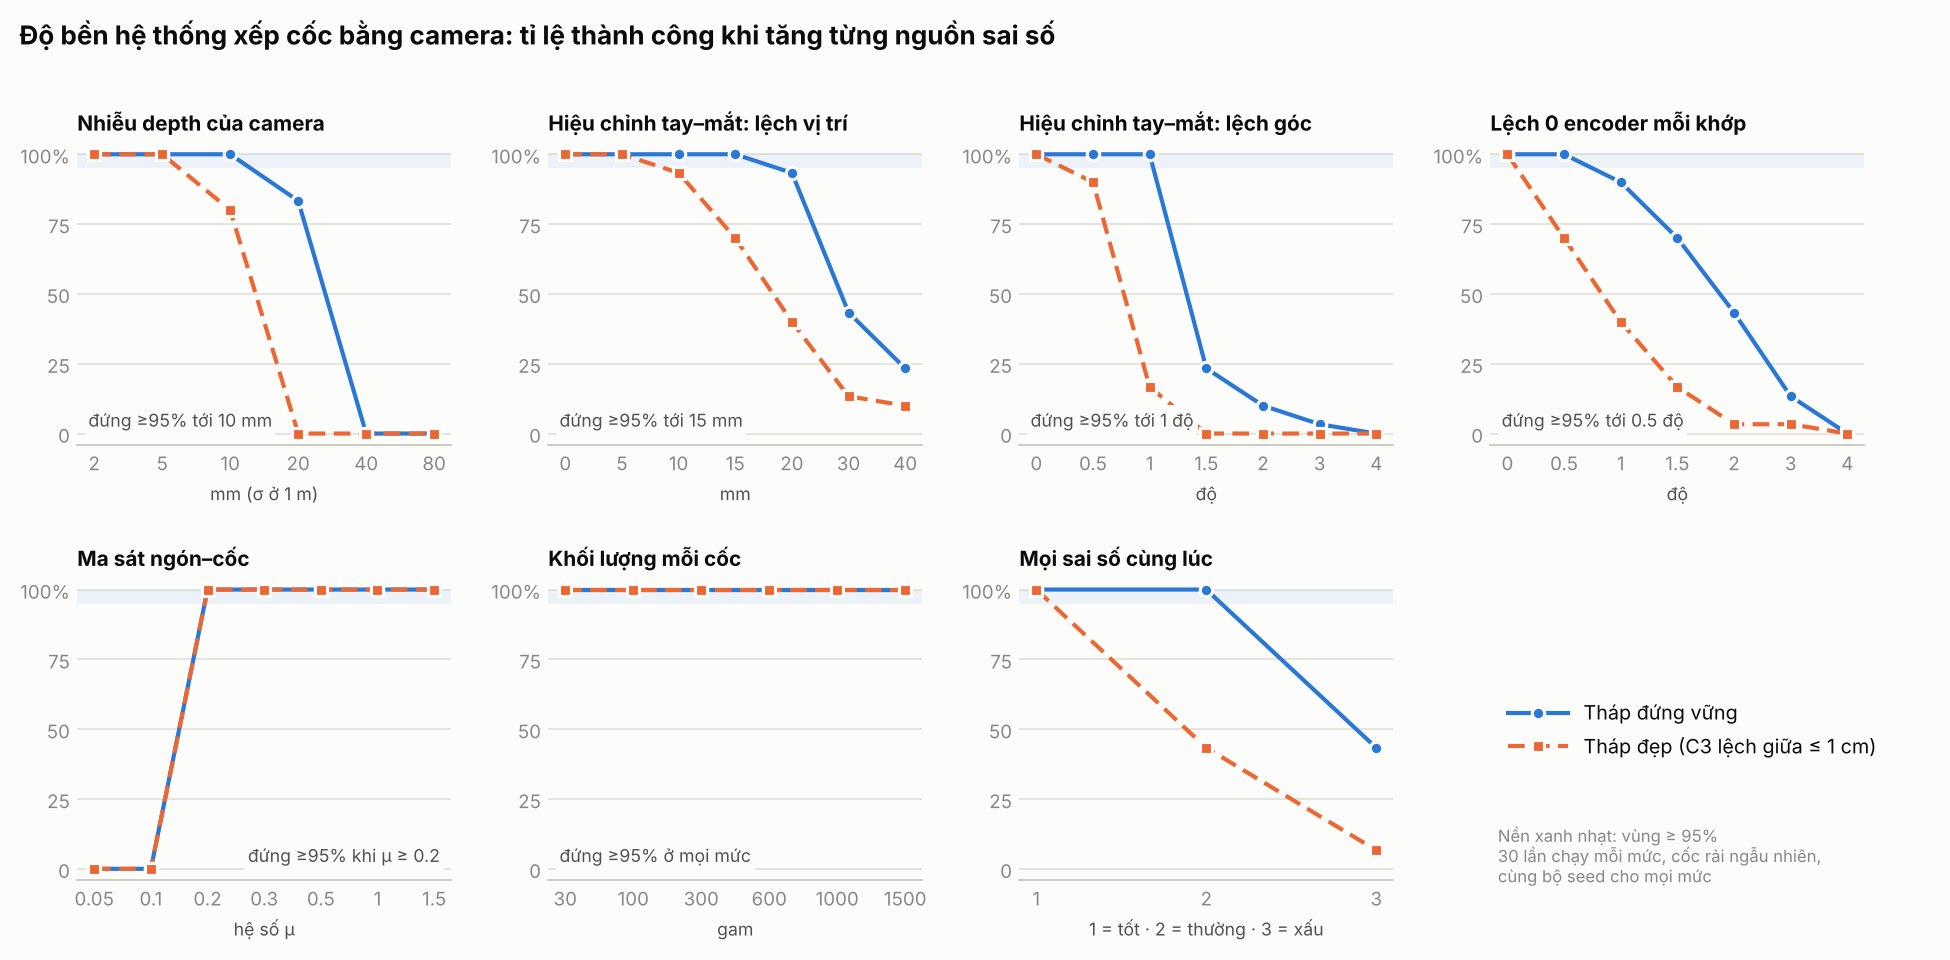 Độ bền hệ thống xếp cốc bằng camera: tỉ lệ thành công khi tăng từng nguồn sai số
Nhiễu depth của camera
100%
75
50
25
0
đứng ≥95% tới 10 mm
2 5 10 20 40 80
mm (σ ở 1 m)
Hiệu chỉnh tay–mắt: lệch vị trí
100%
75
50
25
0
đứng ≥95% tới 15 mm
0 5 10 15 20 30 40
mm
Hiệu chỉnh tay–mắt: lệch góc
100%
75
50
25
0
đứng ≥95% tới 1 độ
0 0.5 1 1.5 2 3 4
độ
Lệch 0 encoder mỗi khớp
100%
75
50
25
0
đứng ≥95% tới 0.5 độ
0 0.5 1 1.5 2 3 4
độ
Ma sát ngón–cốc
100%
75
50
25
0
đứng ≥95% khi µ ≥ 0.2
0.05 0.1 0.2 0.3 0.5 1 1.5
hệ số µ
Khối lượng mỗi cốc
100%
75
50
25
0
đứng ≥95% ở mọi mức
30 100 300 600 1000 1500
gam
Mọi sai số cùng lúc
100%
75
50
25
0
1 2 3
1 = tốt · 2 = thường · 3 = xấu
Tháp đứng vững
Tháp đẹp (C3 lệch giữa ≤ 1 cm)
Nền xanh nhạt: vùng ≥ 95%
30 lần chạy mỗi mức, cốc rải ngẫu nhiên,
cùng bộ seed cho mọi mức